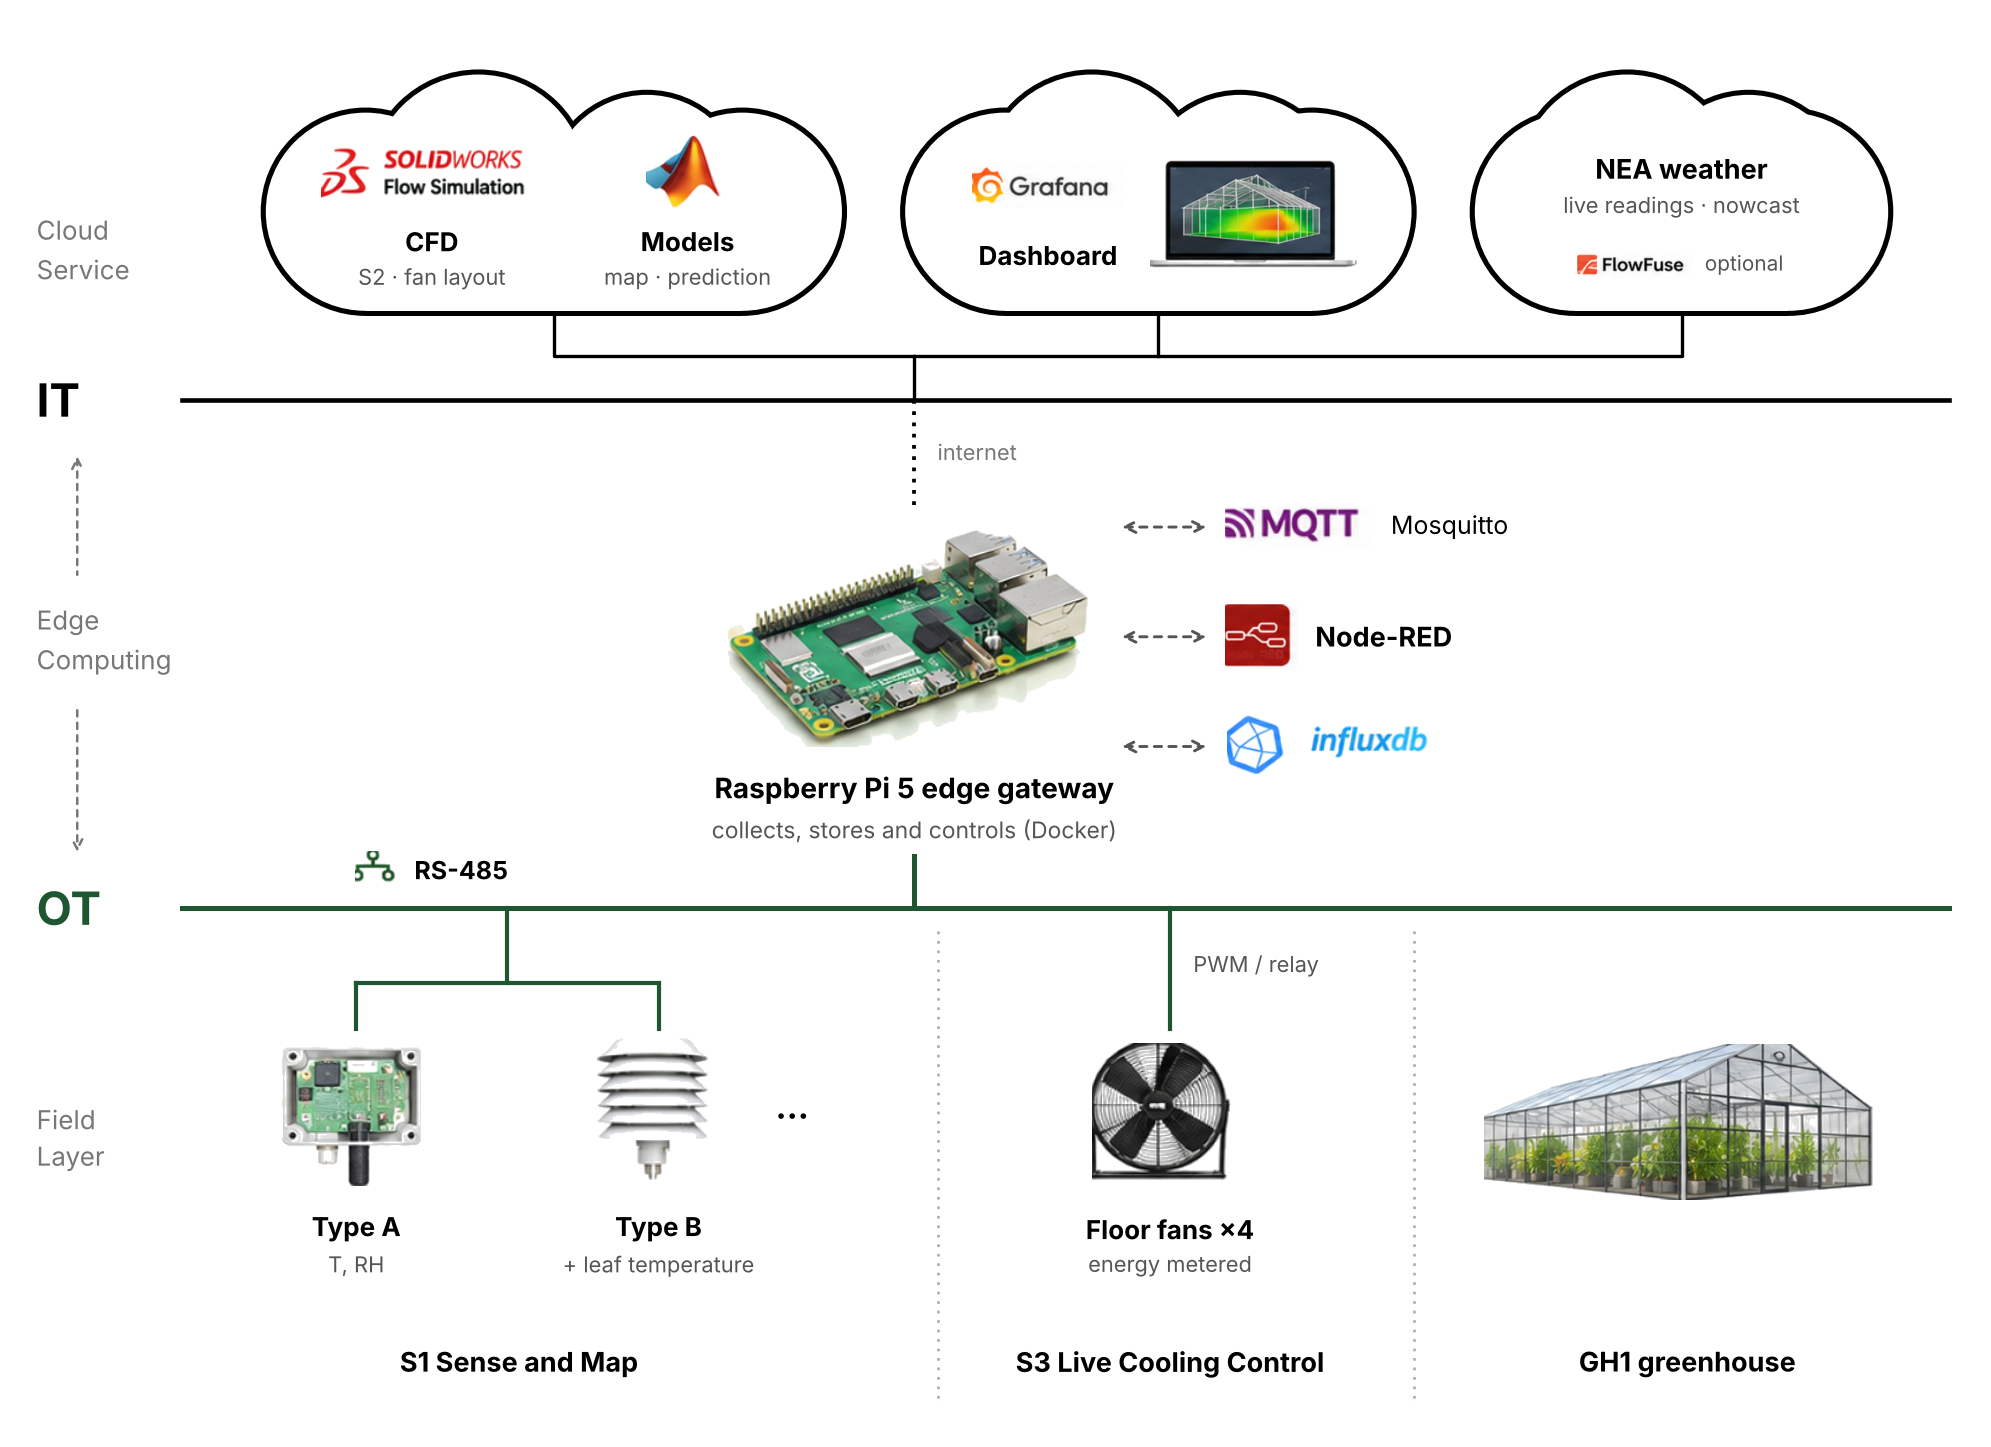 SOLIDWORKS
Flow Simulation
CFD
S2 · fan layout
Models
map · prediction
Grafana
Dashboard
NEA weather
live readings · nowcast
FlowFuse optional
Cloud
Service
IT
internet
MQTT Mosquitto
Node-RED
influxdb
Edge
Computing
Raspberry Pi 5 edge gateway
collects, stores and controls (Docker)
RS-485
OT
PWM / relay
Field
Layer
Type A
T, RH
Type B
+ leaf temperature
...
Floor fans ×4
energy metered
S1 Sense and Map
S3 Live Cooling Control
GH1 greenhouse